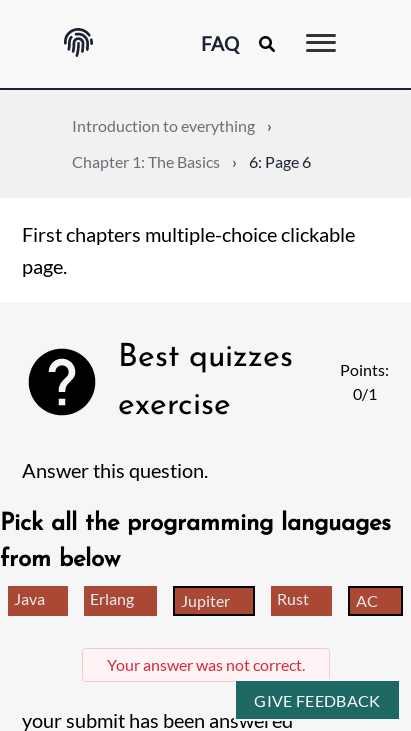 FAQ
Introduction to everything ›
Chapter 1: The Basics › 6: Page 6
First chapters multiple-choice clickable
page.
Best quizzes
exercise
Points:
0/1
Answer this question.
Pick all the programming languages
from below
Java Erlang Jupiter Rust AC
Your answer was not correct.
GIVE FEEDBACK
your submit has been answered